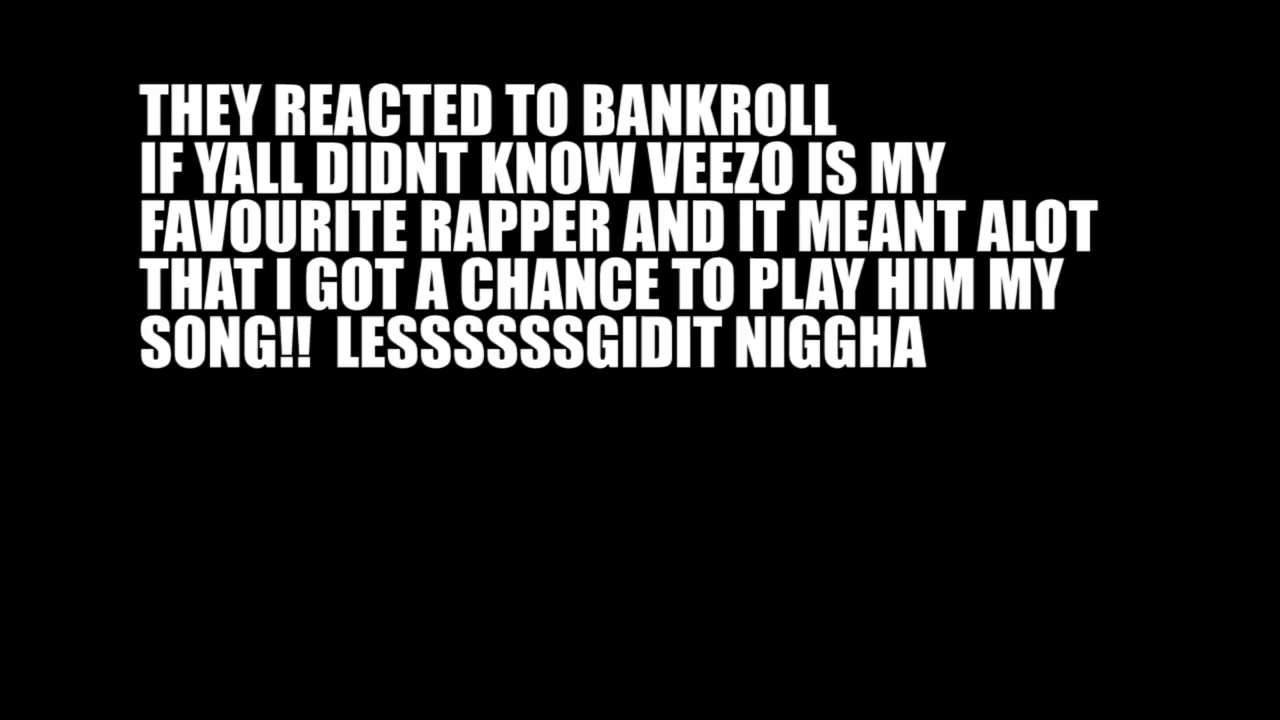 THEY REACTED TO BANKROLL
IF YALL DIDNT KNOW VEEZO IS MY
FAVOURITE RAPPER AND IT MEANT ALOT
THAT I GOT A CHANCE TO PLAY HIM MY
SONG!! LESSSSSSGIDIT NIGGHA